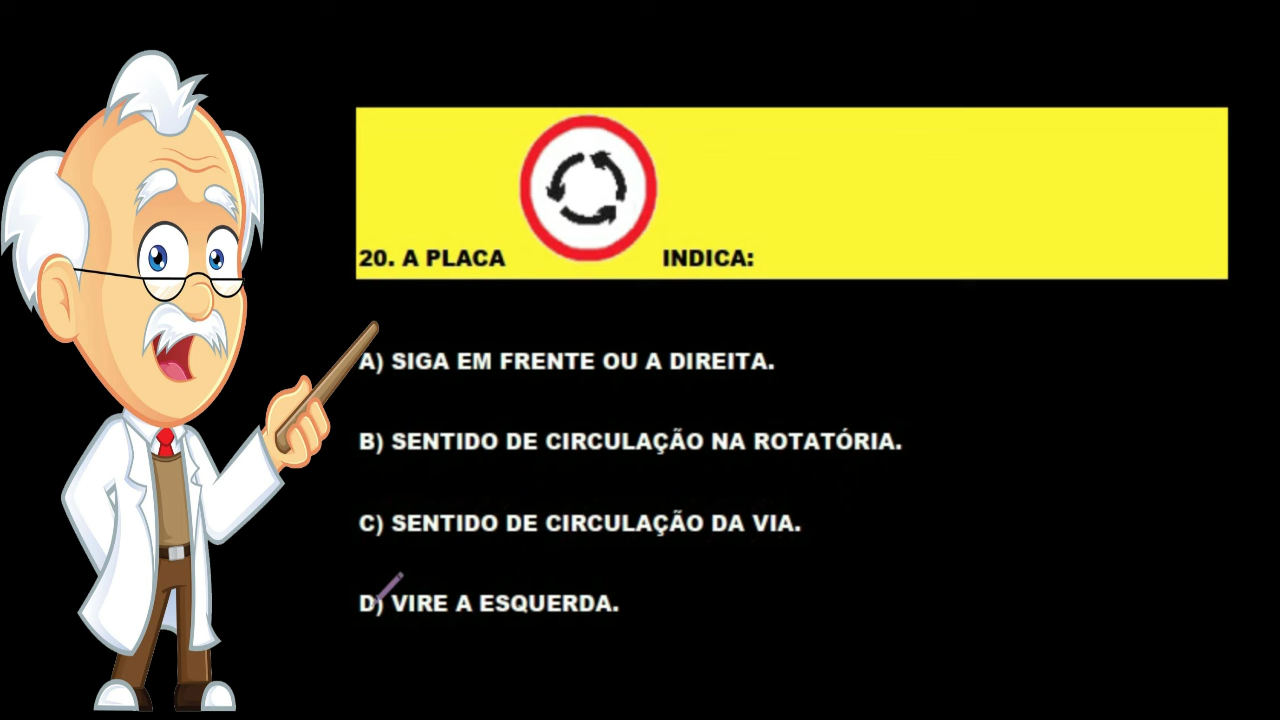 20. A PLACA INDICA:
A) SIGA EM FRENTE OU A DIREITA.
B) SENTIDO DE CIRCULAÇÃO NA ROTATÓRIA.
C) SENTIDO DE CIRCULAÇÃO DA VIA.
D) VIRE A ESQUERDA.